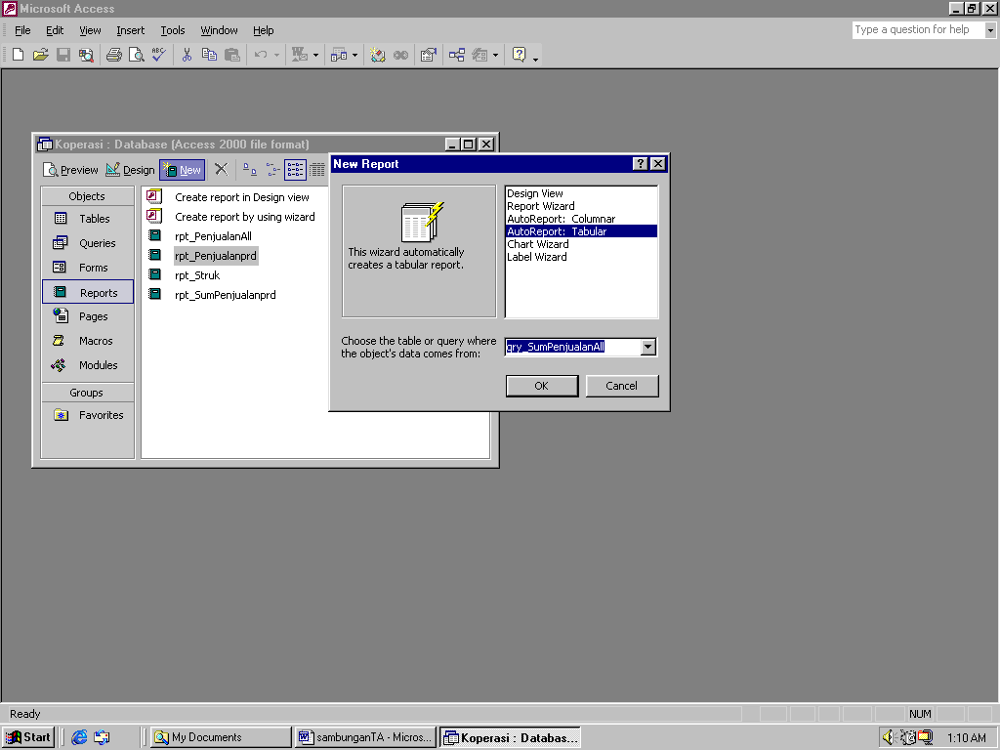 Microsoft Access
File Edit View Insert Tools Window Help
Type a question for help
Koperasi : Database (Access 2000 file format)
Preview Design New
Objects
Tables
Queries
Forms
Reports
Pages
Macros
Modules
Groups
Favorites
Create report in Design view
Create report by using wizard
rpt_PenjualanAll
rpt_Penjualanprd
rpt_Struk
rpt_SumPenjualanprd
New Report
This wizard automatically
creates a tabular report.
Design View
Report Wizard
AutoReport: Columnar
AutoReport: Tabular
Chart Wizard
Label Wizard
Choose the table or query where
the object's data comes from:
qry_SumPenjualanAll
OK Cancel
Ready
NUM
Start
My Documents
sambunganTA - Micros...
Koperasi : Databas...
1:10 AM